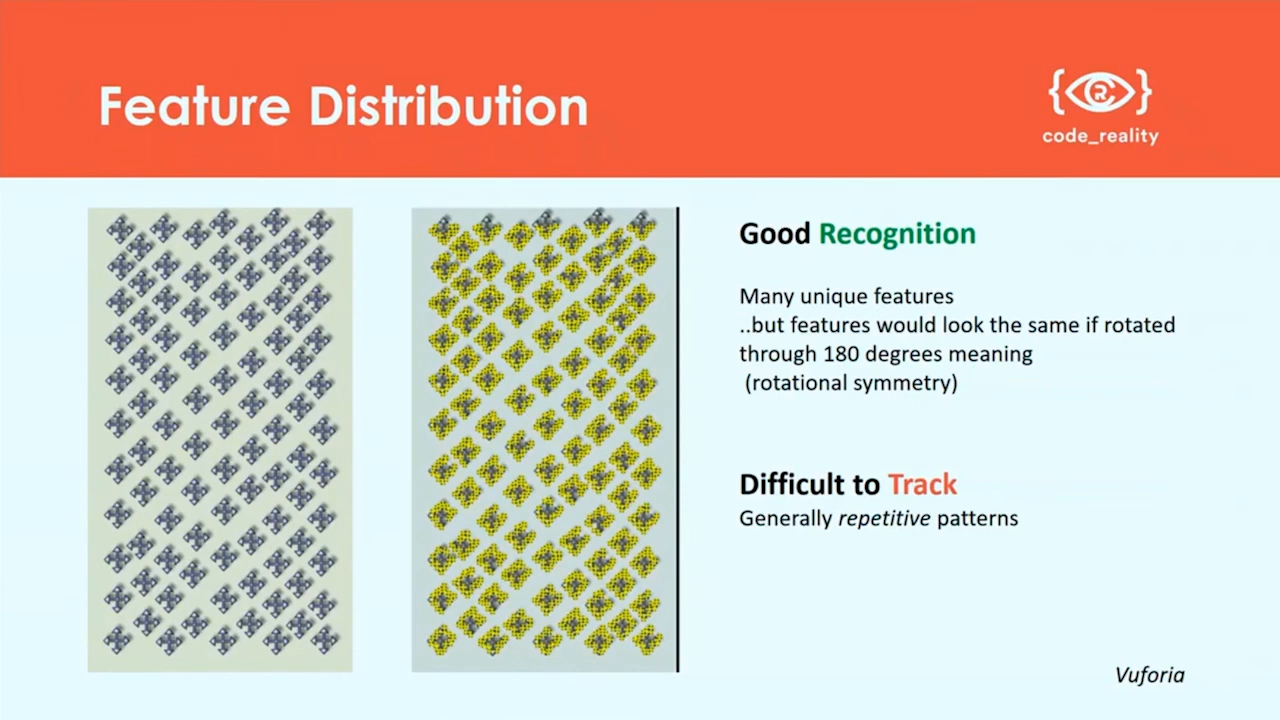 Feature Distribution
code_reality
Good Recognition
Many unique features
..but features would look the same if rotated
through 180 degrees meaning
(rotational symmetry)
Difficult to Track
Generally repetitive patterns
Vuforia